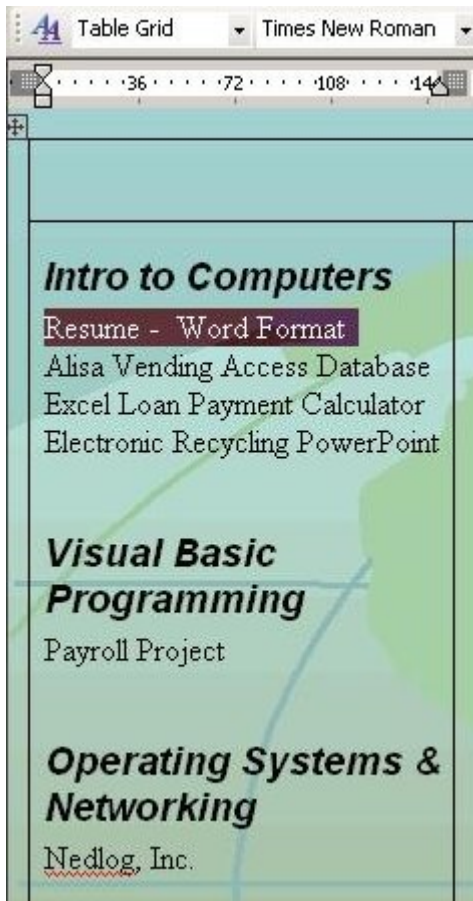 Table Grid Times New Roman
36 72 108 14
Intro to Computers
Resume - Word Format
Alisa Vending Access Database
Excel Loan Payment Calculator
Electronic Recycling PowerPoint
Visual Basic
Programming
Payroll Project
Operating Systems &
Networking
Nedlog, Inc.